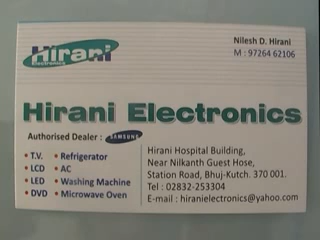 Hirani
Electronics
Nilesh D. Hirani
M : 97264 62106
Hirani Electronics
Authorised Dealer : SAMSUNG
• T.V. • Refrigerator
• LCD • AC
• LED • Washing Machine
• DVD • Microwave Oven
Hirani Hospital Building,
Near Nilkanth Guest Hose,
Station Road, Bhuj-Kutch. 370 001.
Tel : 02832-253304
E-mail : hiranielectronics@yahoo.com